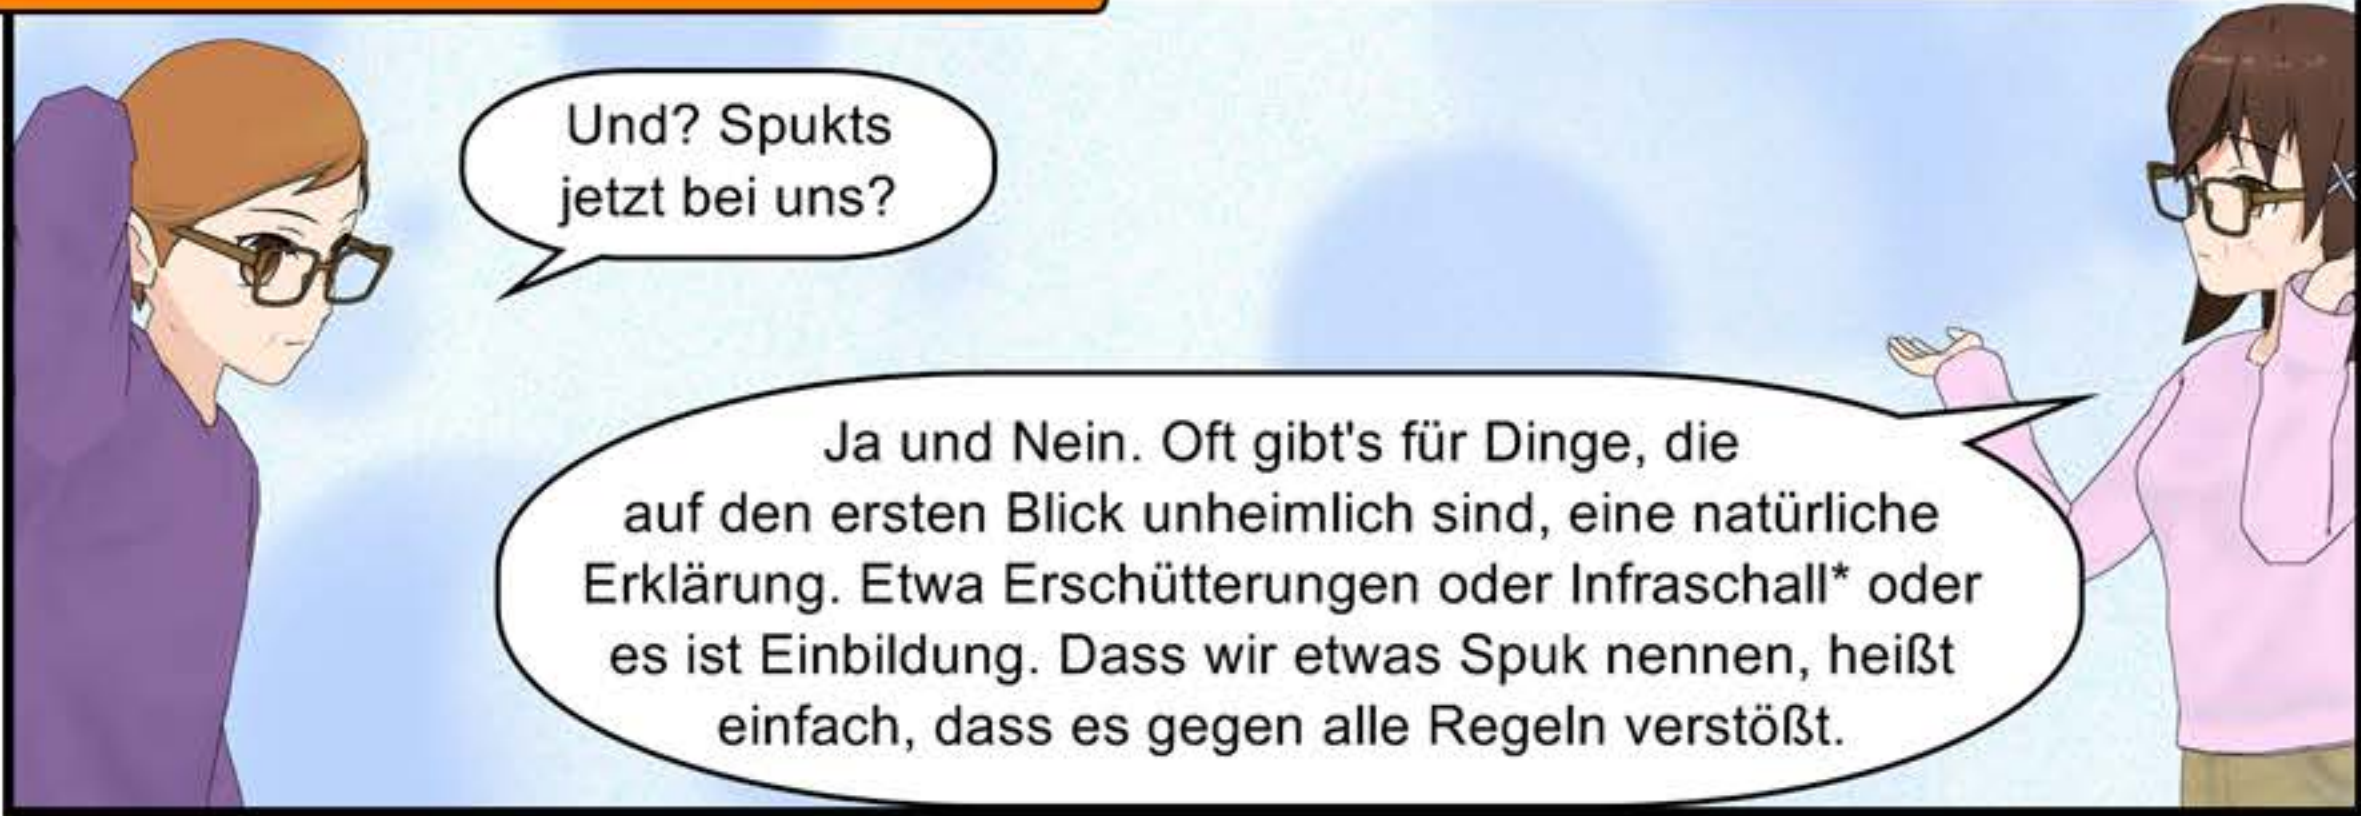 Und? Spukts
jetzt bei uns?
Ja und Nein. Oft gibt's für Dinge, die
auf den ersten Blick unheimlich sind, eine natürliche
Erklärung. Etwa Erschütterungen oder Infraschall* oder
es ist Einbildung. Dass wir etwas Spuk nennen, heißt
einfach, dass es gegen alle Regeln verstößt.